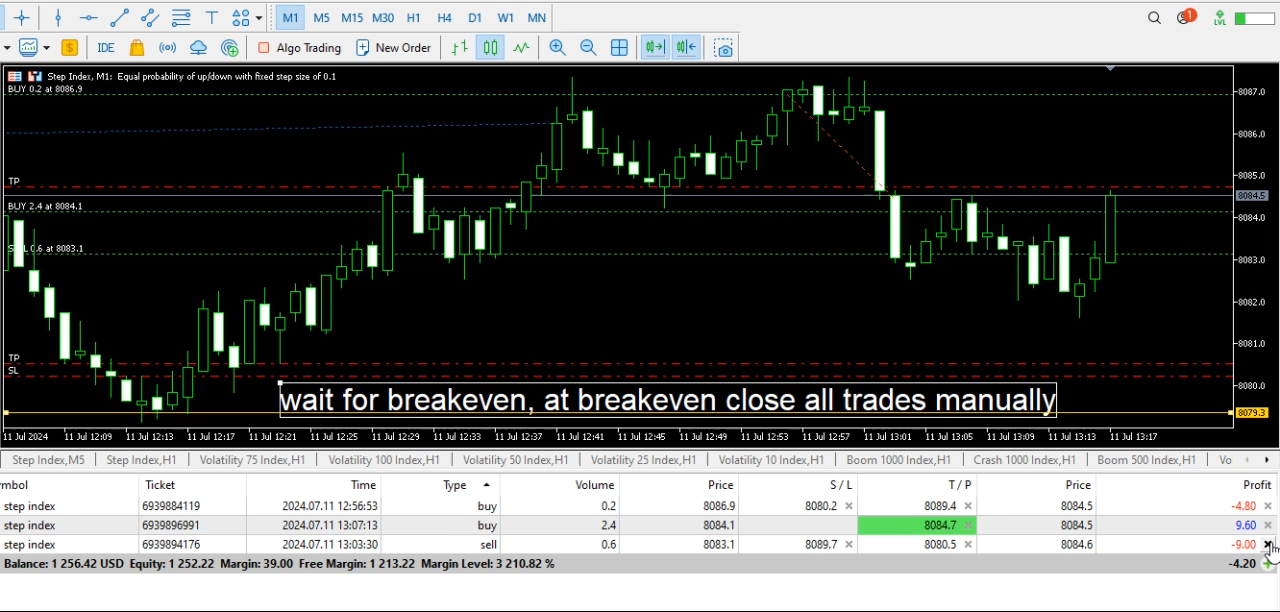 M1 M5 M15 M30 H1 H4 D1 W1 MN
1 LVL
IDE Algo Trading New Order
Step Index, M1: Equal probability of up/down with fixed step size of 0.1
BUY 0.2 at 8086.9
8087.0
8086.0
TP
8085.0
8084.5
BUY 2.4 at 8084.1
8084.0
SELL 0.6 at 8083.1
8083.0
8082.0
8081.0
TP
SL
8080.0
wait for breakeven, at breakeven close all trades manually
8079.3
11 Jul 2024 11 Jul 12:09 11 Jul 12:13 11 Jul 12:17 11 Jul 12:21 11 Jul 12:25 11 Jul 12:29 11 Jul 12:33 11 Jul 12:37 11 Jul 12:41 11 Jul 12:45 11 Jul 12:49 11 Jul 12:53 11 Jul 12:57 11 Jul 13:01 11 Jul 13:05 11 Jul 13:09 11 Jul 13:13 11 Jul 13:17
Step Index,M5 Step Index,H1 Volatility 75 Index,H1 Volatility 100 Index,H1 Volatility 50 Index,H1 Volatility 25 Index,H1 Volatility 10 Index,H1 Boom 1000 Index,H1 Crash 1000 Index,H1 Boom 500 Index,H1 Vo
mbol Ticket Time Type Volume Price S / L T / P Price Profit
step index 6939884119 2024.07.11 12:56:53 buy 0.2 8086.9 8080.2 8089.4 8084.5 -4.80
step index 6939896991 2024.07.11 13:07:13 buy 2.4 8084.1 8084.7 8084.5 9.60
step index 6939894176 2024.07.11 13:03:30 sell 0.6 8083.1 8089.7 8080.5 8084.6 -9.00
Balance: 1 256.42 USD Equity: 1 252.22 Margin: 39.00 Free Margin: 1 213.22 Margin Level: 3 210.82 % -4.20